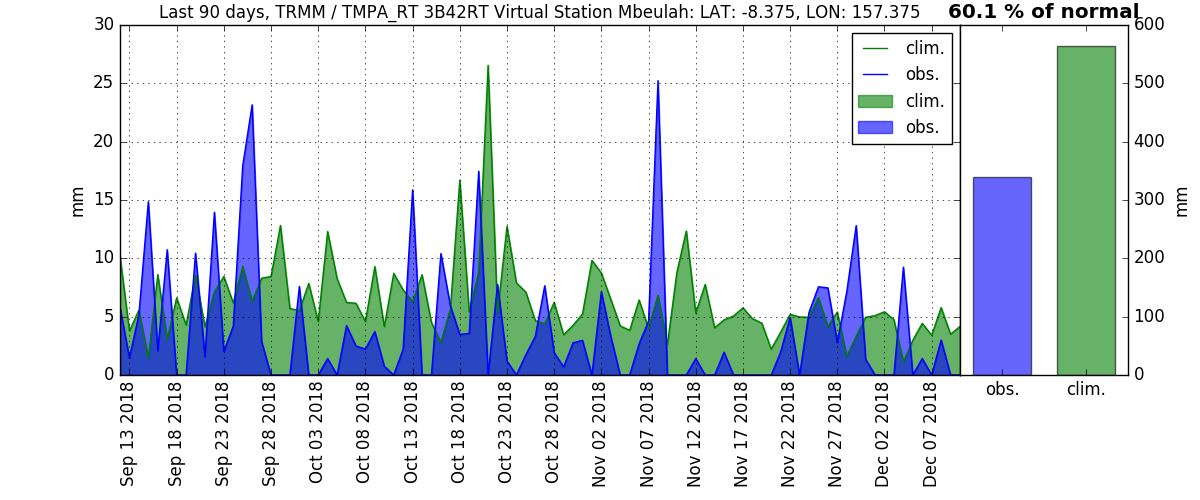 Last 90 days, TRMM / TMPA_RT 3B42RT Virtual Station Mbeulah: LAT: -8.375, LON: 157.375
60.1 % of normal
30
25
20
15
10
5
0
mm
clim.
obs.
clim.
obs.
600
500
400
300
200
100
0
mm
obs.
clim.
Sep 13 2018
Sep 18 2018
Sep 23 2018
Sep 28 2018
Oct 03 2018
Oct 08 2018
Oct 13 2018
Oct 18 2018
Oct 23 2018
Oct 28 2018
Nov 02 2018
Nov 07 2018
Nov 12 2018
Nov 17 2018
Nov 22 2018
Nov 27 2018
Dec 02 2018
Dec 07 2018